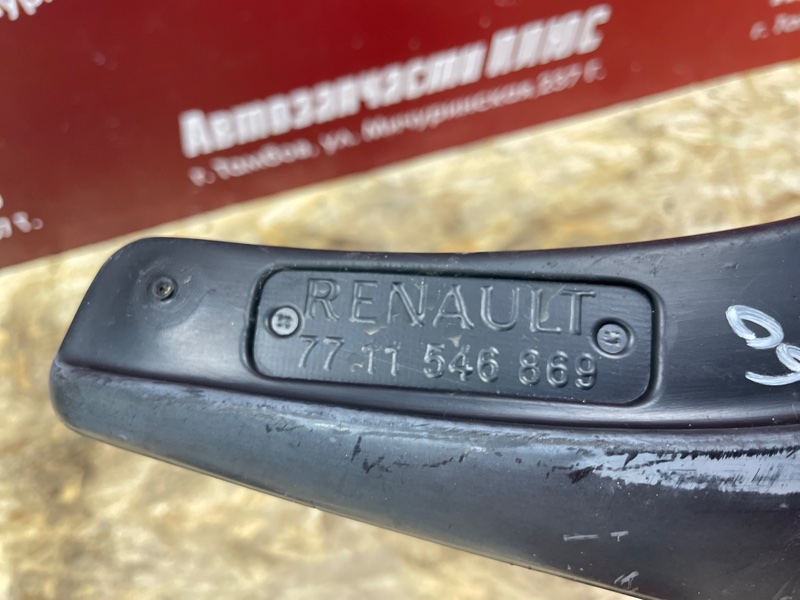 Автозапчасти ПЛЮС
г. Тамбов, ул. Мичуринская, 237 г.
RENAULT
77 11 546 869